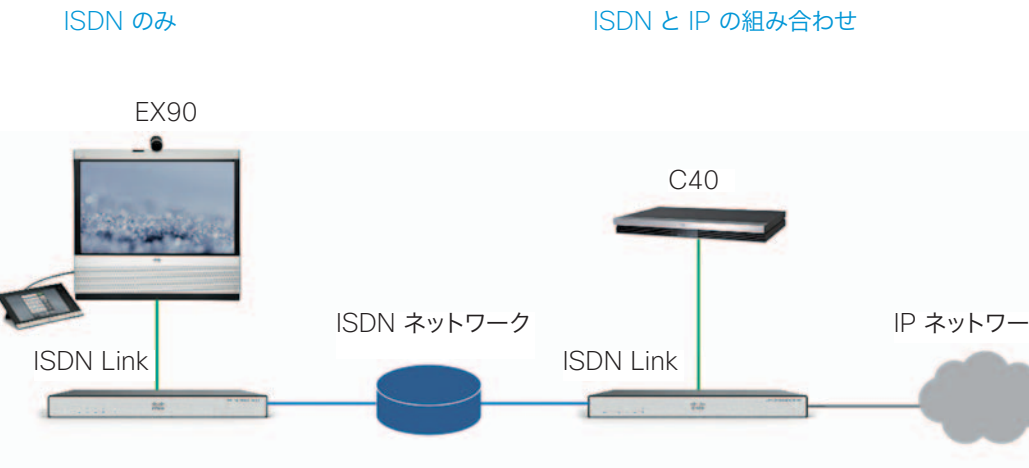 ISDN のみ
ISDN と IP の組み合わせ
EX90
C40
ISDN ネットワーク
IP ネットワー
ISDN Link
ISDN Link